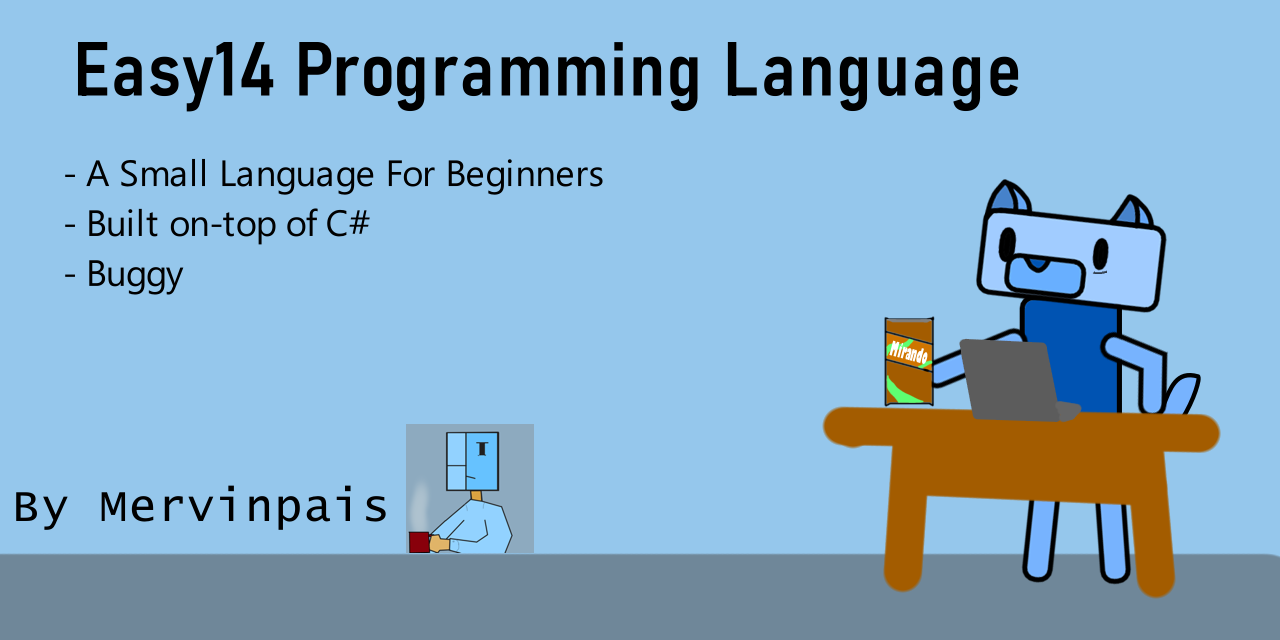 Easy14 Programming Language
- A Small Language For Beginners
- Built on-top of C#
- Buggy
Mirando
By Mervinpais